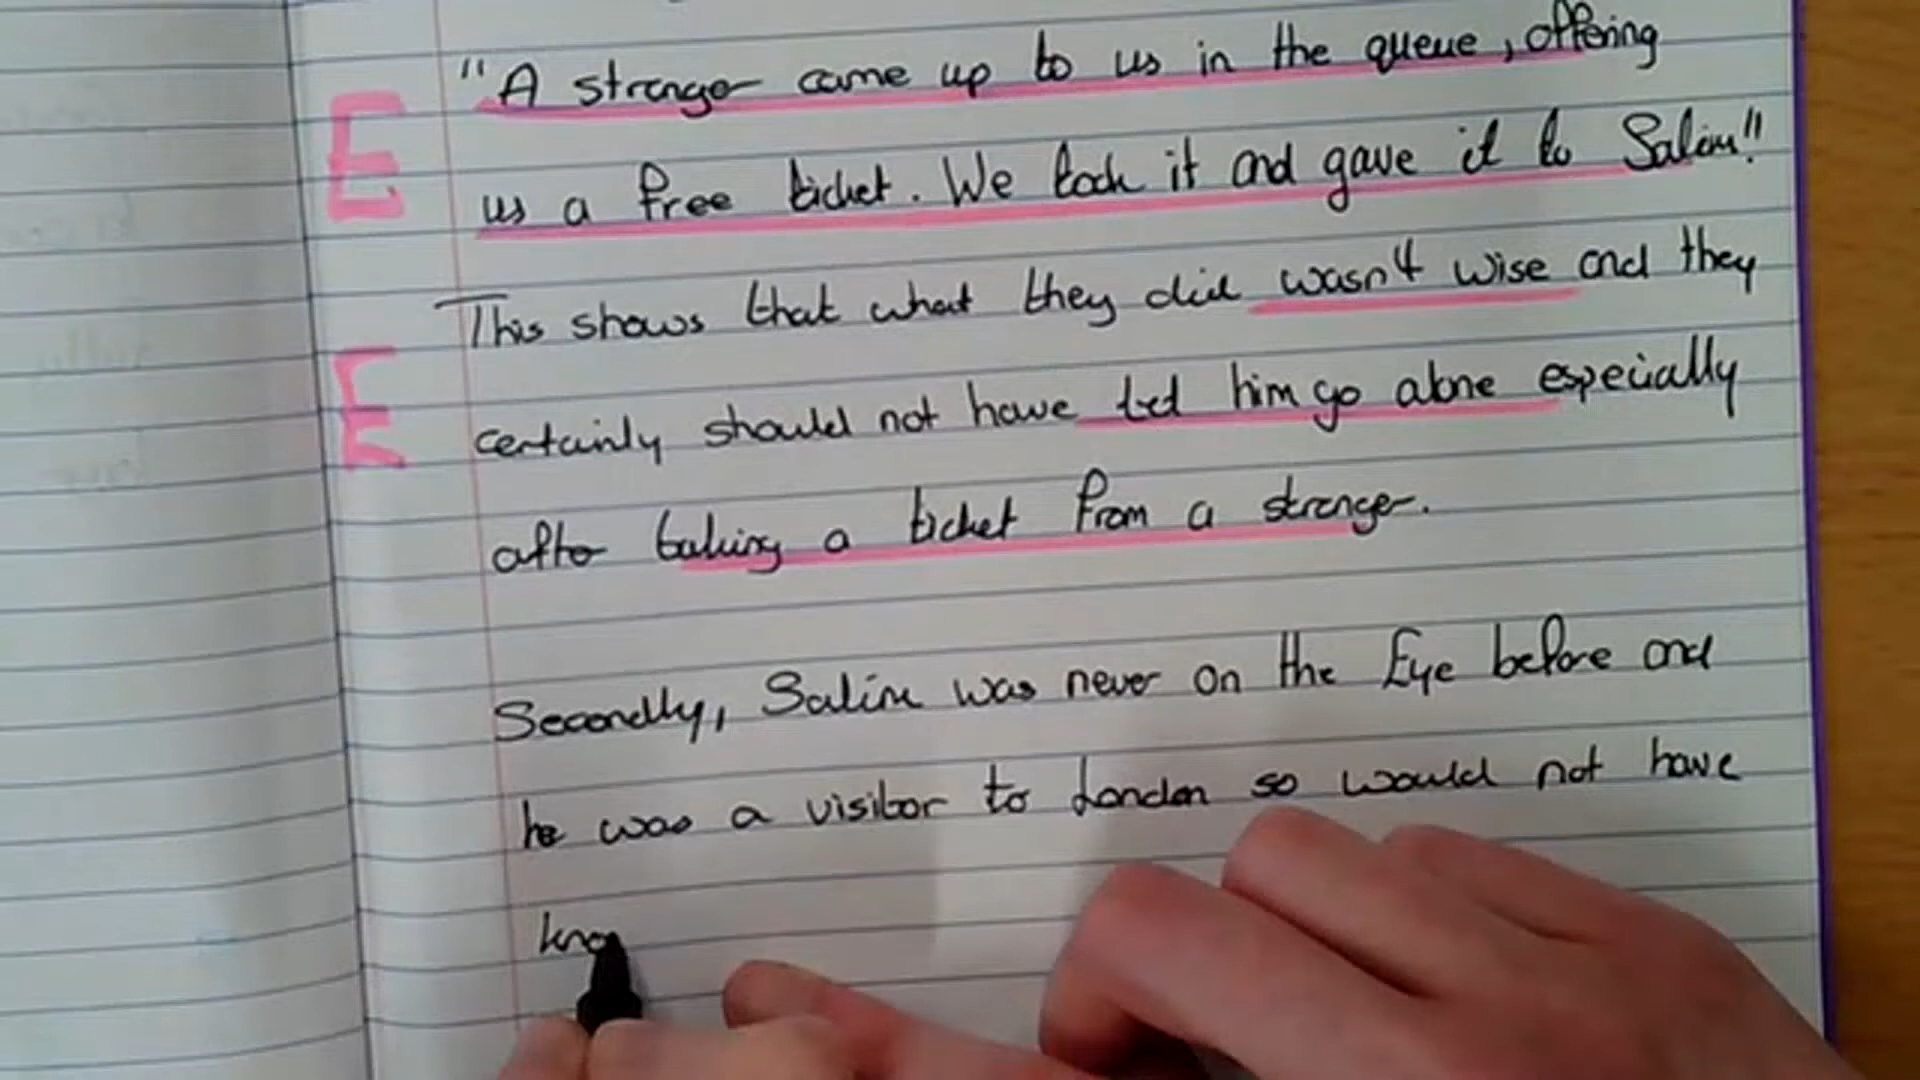 "A stranger came up to us in the queue, offering
E
us a free ticket. We took it and gave it to Salim!"
This shows that what they did wasn't wise and they
E
certainly should not have let him go alone especially
after taking a ticket from a stranger.
Secondly, Salim was never on the Eye before and
he was a visitor to London so would not have
kno